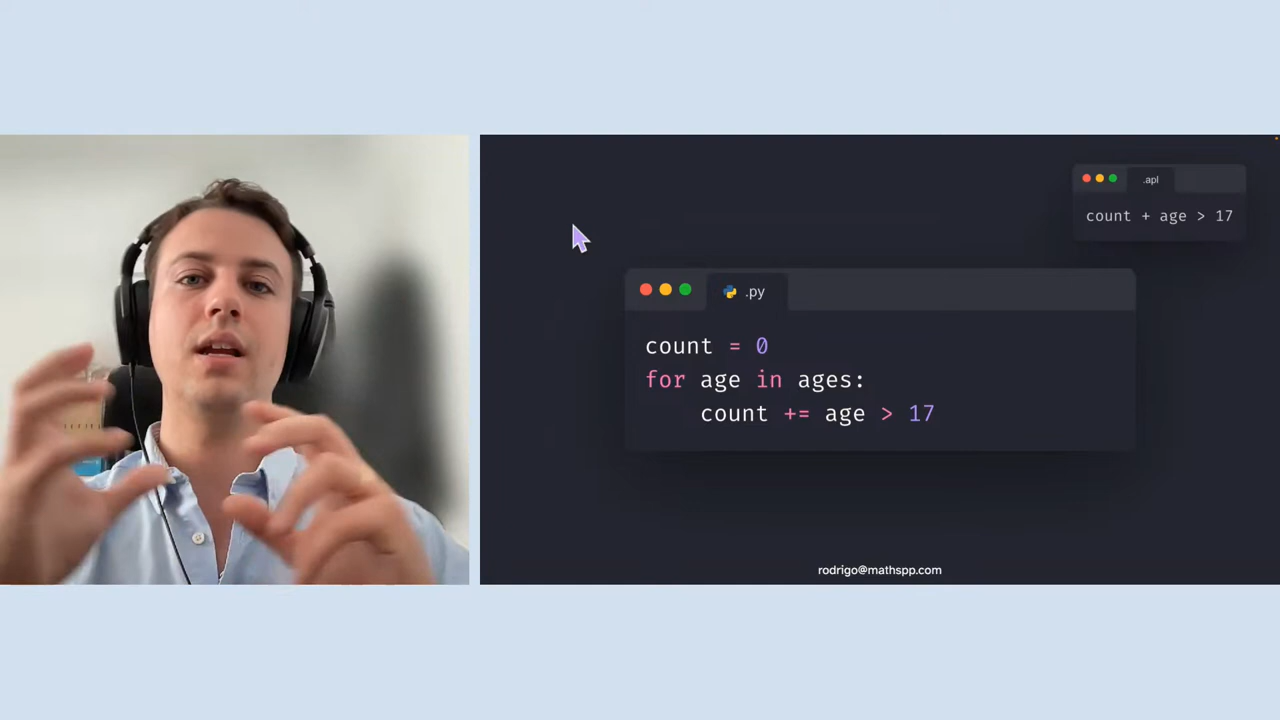 .apl
count + age > 17
.py
count = 0
for age in ages:
    count += age > 17
rodrigo@mathspp.com